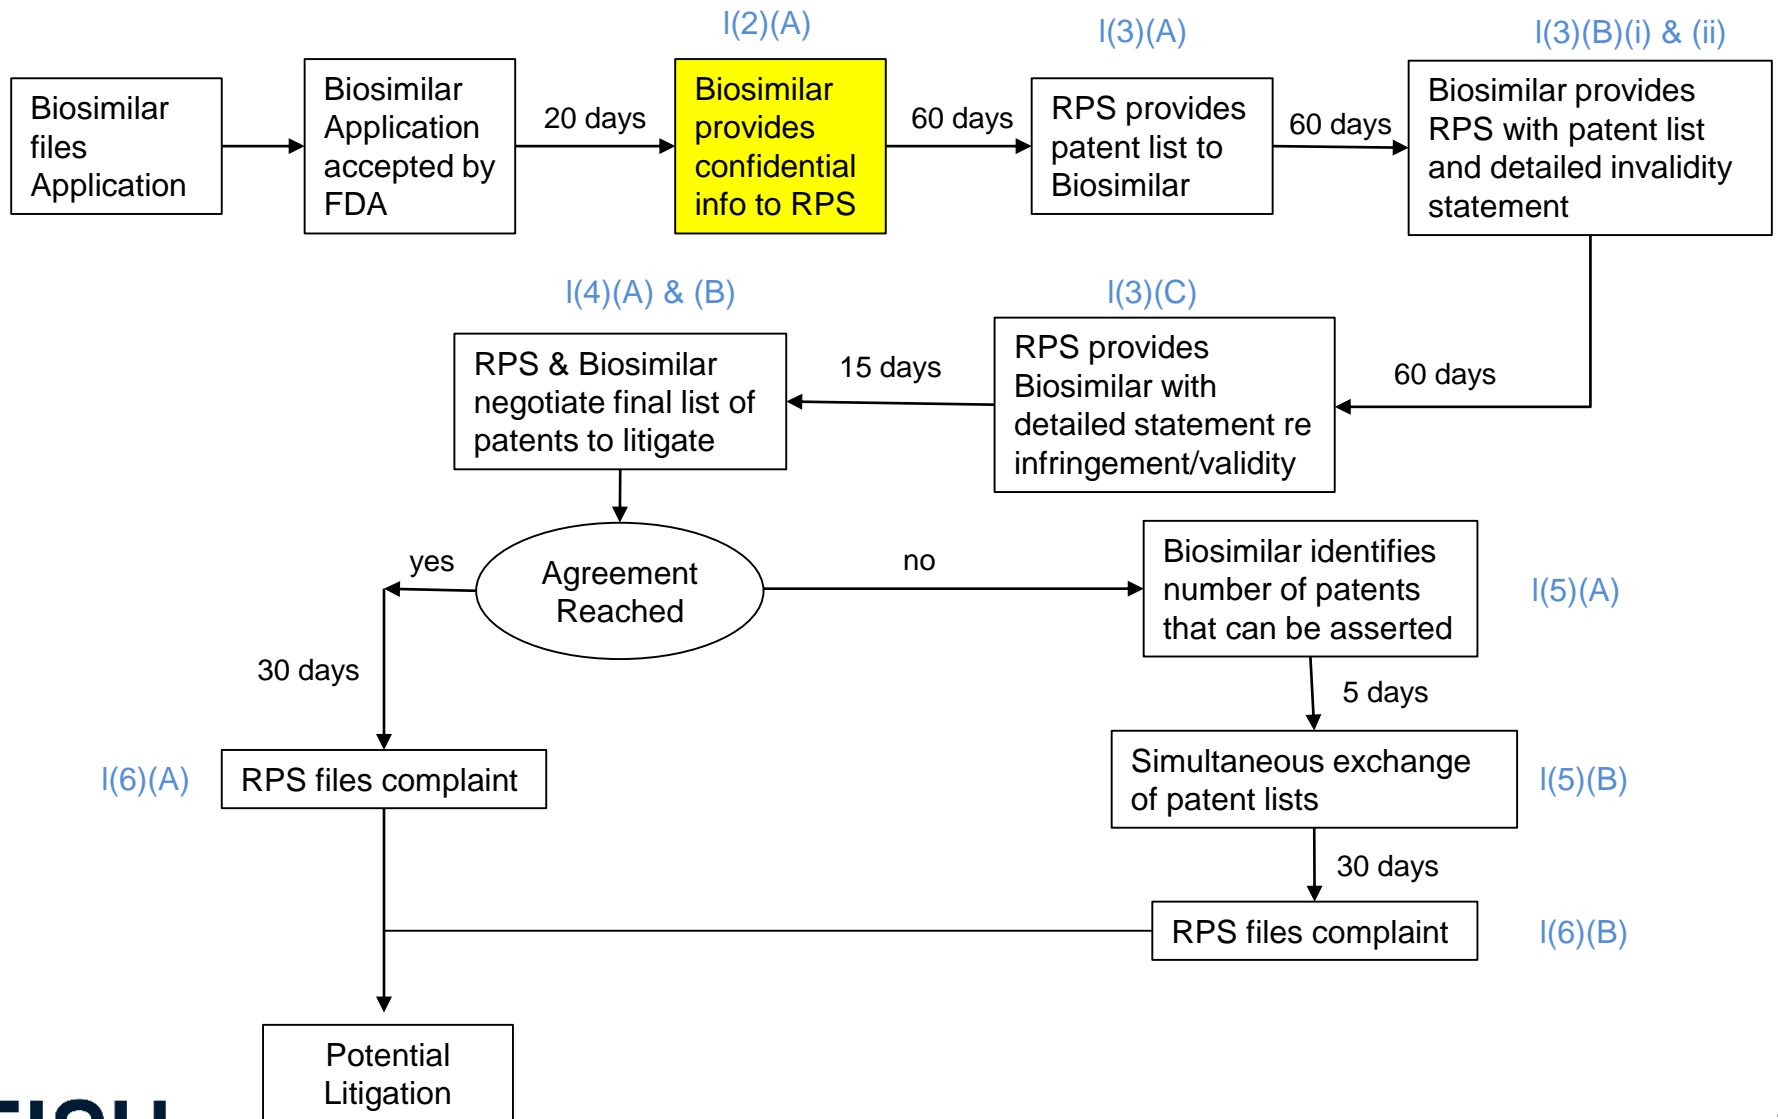 l(2)(A)
l(3)(A)
l(3)(B)(i) & (ii)
Biosimilar
files
Application
Biosimilar
Application
accepted by
FDA
20 days
Biosimilar
provides
confidential
info to RPS
60 days
RPS provides
patent list to
Biosimilar
60 days
Biosimilar provides
RPS with patent list
and detailed invalidity
statement
l(4)(A) & (B)
l(3)(C)
RPS & Biosimilar
negotiate final list of
patents to litigate
15 days
RPS provides
Biosimilar with
detailed statement re
infringement/validity
60 days
yes
Agreement
Reached
no
Biosimilar identifies
number of patents
that can be asserted
l(5)(A)
30 days
5 days
l(6)(A)
RPS files complaint
Simultaneous exchange
of patent lists
l(5)(B)
30 days
RPS files complaint
l(6)(B)
Potential
Litigation